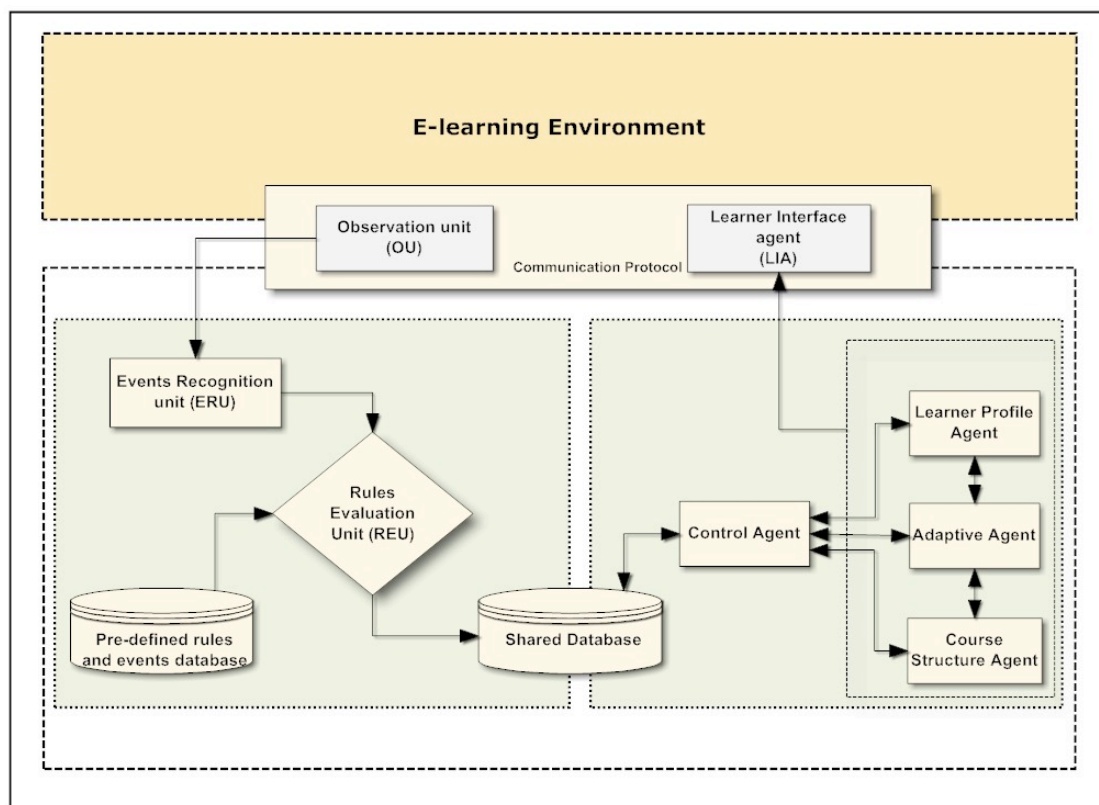 E-learning Environment
Observation unit
(OU)
Learner Interface
agent
(LIA)
Communication Protocol
Events Recognition
unit (ERU)
Rules
Evaluation
Unit (REU)
Pre-defined rules
and events database
Shared Database
Control Agent
Learner Profile
Agent
Adaptive Agent
Course
Structure Agent